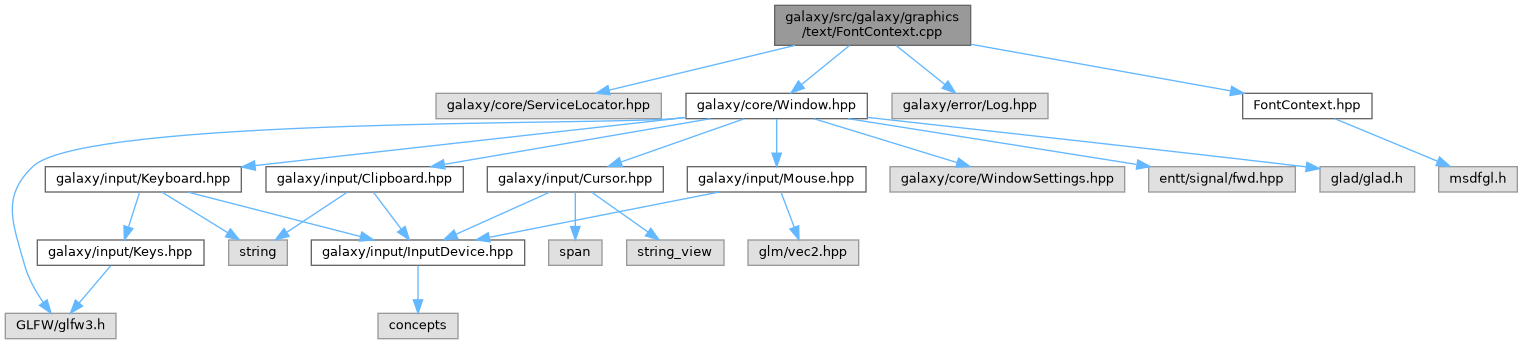 galaxy/src/galaxy/graphics
/text/FontContext.cpp
galaxy/core/ServiceLocator.hpp
galaxy/core/Window.hpp
galaxy/error/Log.hpp
FontContext.hpp
galaxy/input/Keyboard.hpp
galaxy/input/Clipboard.hpp
galaxy/input/Cursor.hpp
galaxy/input/Mouse.hpp
galaxy/core/WindowSettings.hpp
entt/signal/fwd.hpp
glad/glad.h
msdfgl.h
galaxy/input/Keys.hpp
string
galaxy/input/InputDevice.hpp
span
string_view
glm/vec2.hpp
GLFW/glfw3.h
concepts